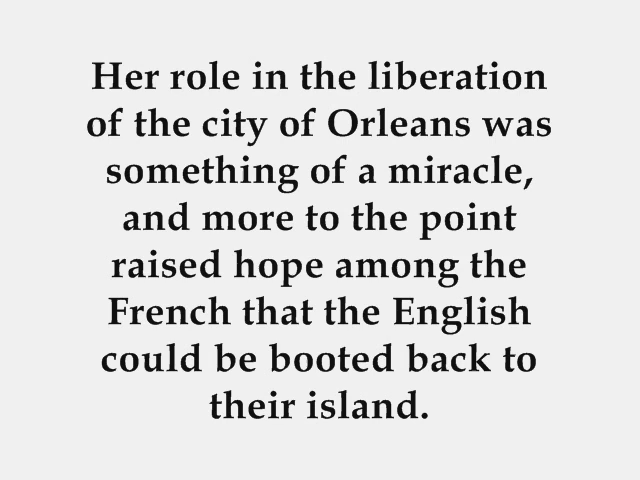 Her role in the liberation
of the city of Orleans was
something of a miracle,
and more to the point
raised hope among the
French that the English
could be booted back to
their island.